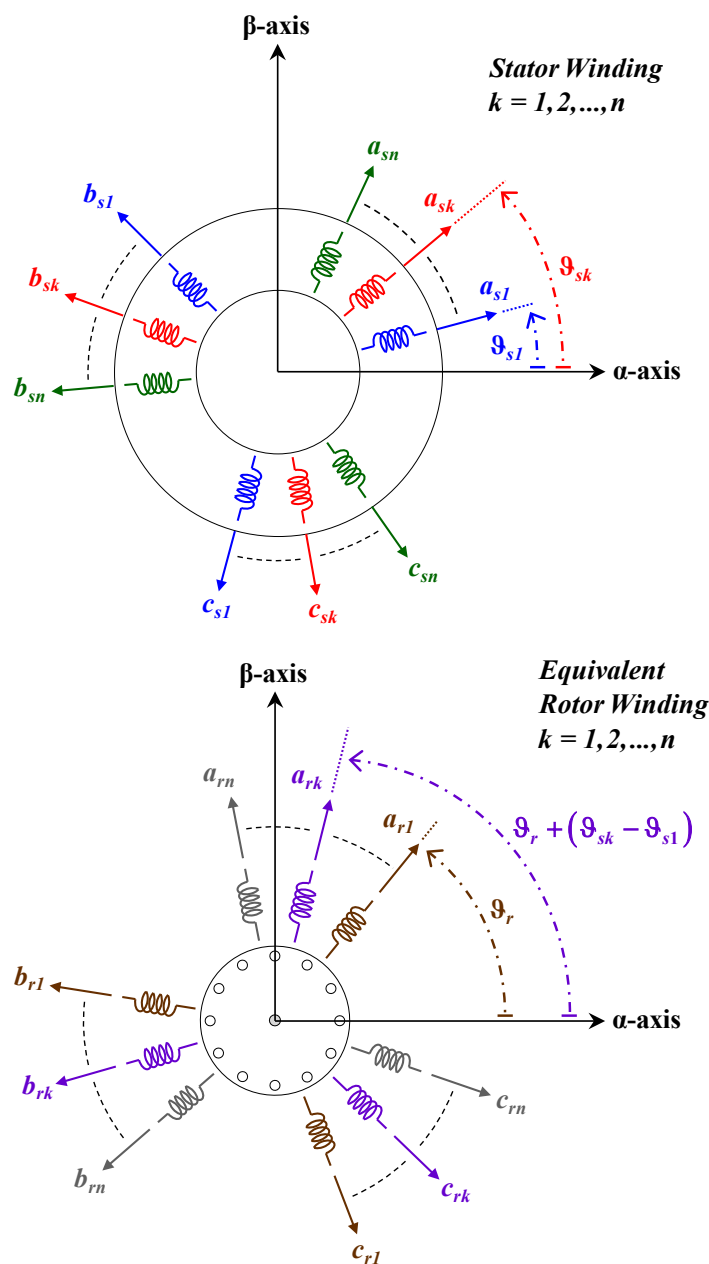 β-axis
Stator Winding
k = 1, 2, ..., n
a_sn
a_sk
b_s1
a_s1
ϑ_sk
b_sk
ϑ_s1
α-axis
b_sn
c_sn
c_s1
c_sk
Equivalent
Rotor Winding
k = 1, 2, ..., n
β-axis
a_rn
a_rk
a_r1
ϑ_r + (ϑ_sk − ϑ_s1)
ϑ_r
b_r1
α-axis
b_rk
c_rn
b_rn
c_rk
c_r1